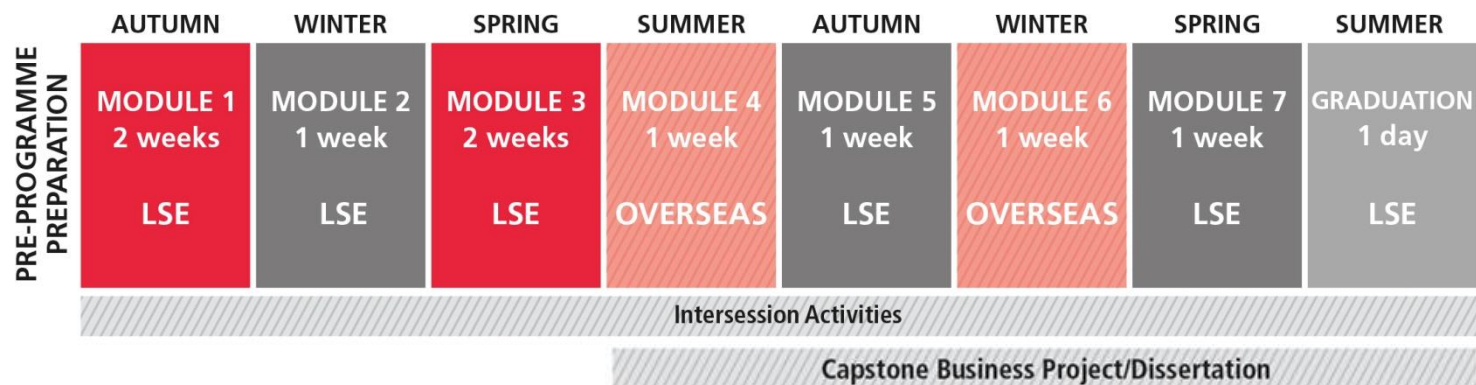 AUTUMN WINTER SPRING SUMMER AUTUMN WINTER SPRING SUMMER
PRE-PROGRAMME
PREPARATION
MODULE 1 MODULE 2 MODULE 3 MODULE 4 MODULE 5 MODULE 6 MODULE 7 GRADUATION
2 weeks 1 week 2 weeks 1 week 1 week 1 week 1 week 1 day
LSE LSE LSE OVERSEAS LSE OVERSEAS LSE LSE
Intersession Activities
Capstone Business Project/Dissertation